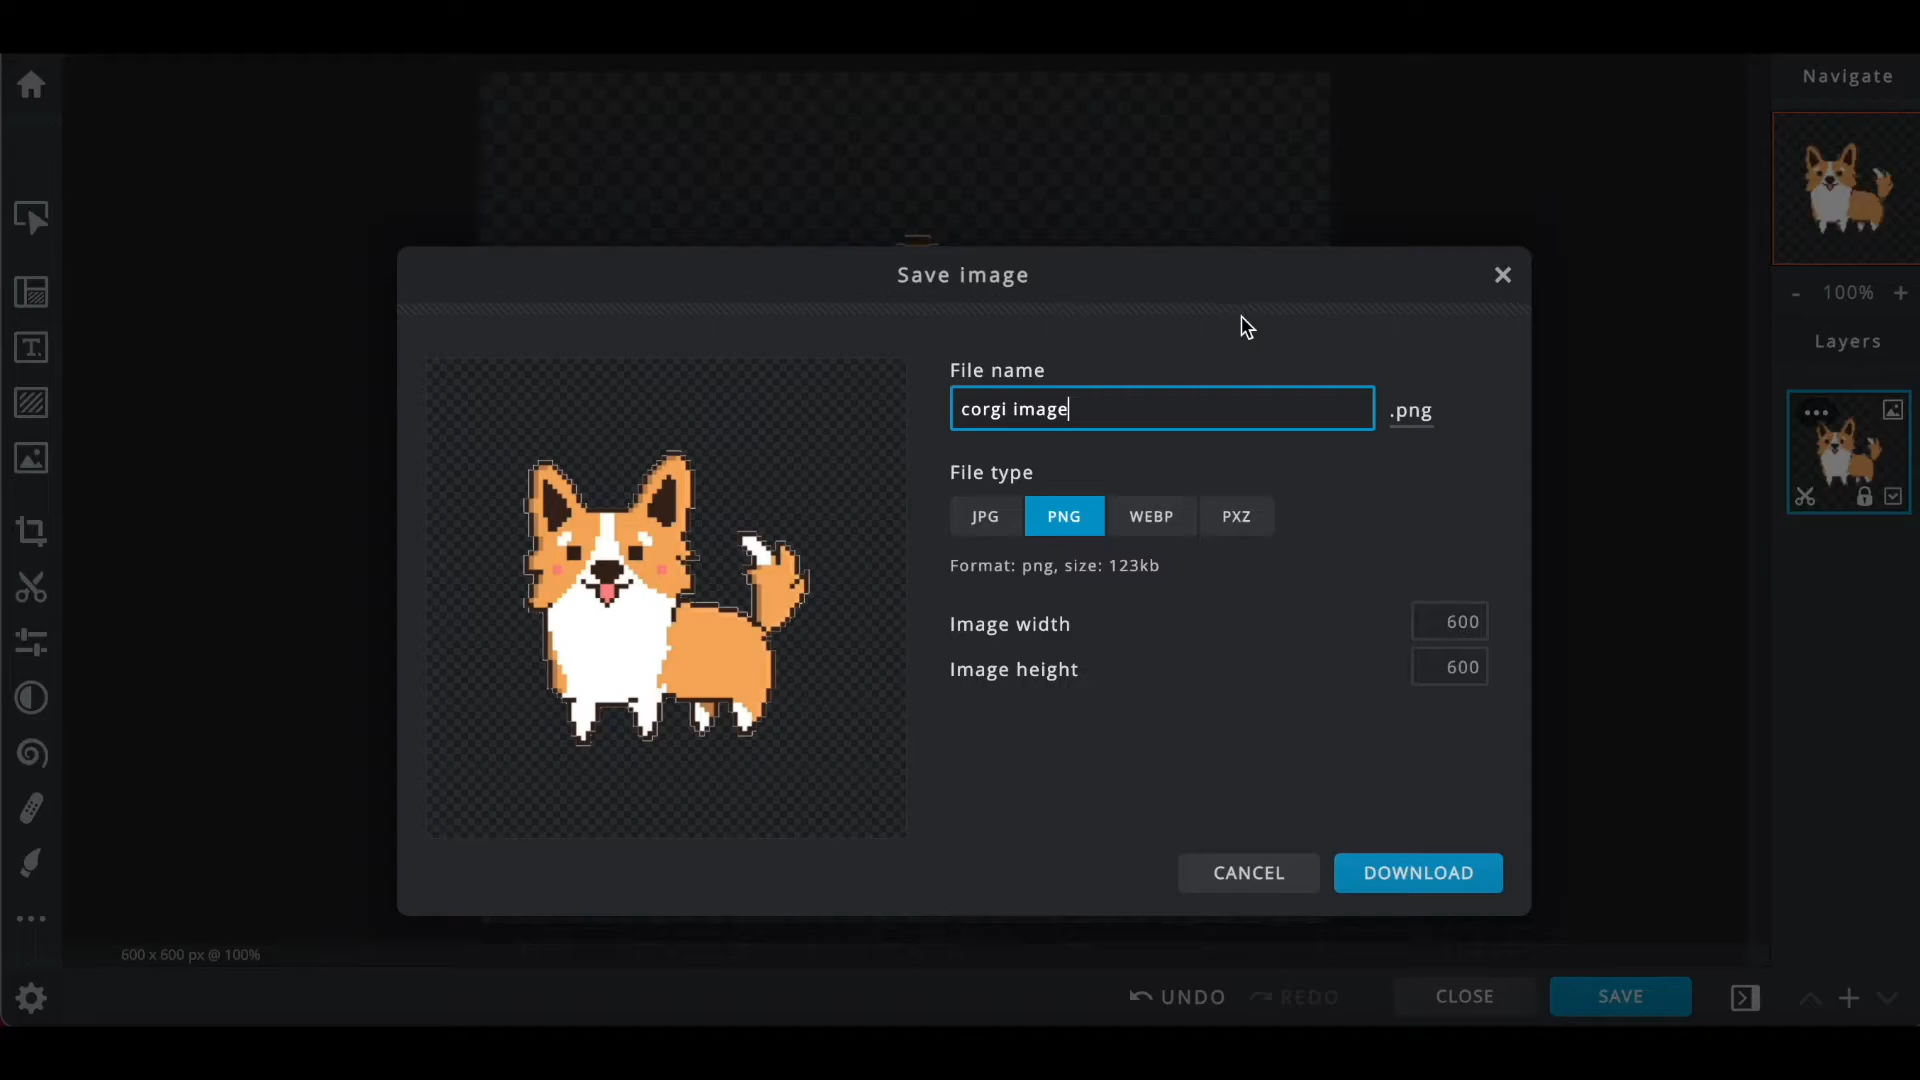 Navigate
- 100% +
Layers
Save image
File name
corgi image
.png
File type
JPG PNG WEBP PXZ
Format: png, size: 123kb
Image width 600
Image height 600
CANCEL DOWNLOAD
600 x 600 px @ 100%
UNDO REDO CLOSE SAVE